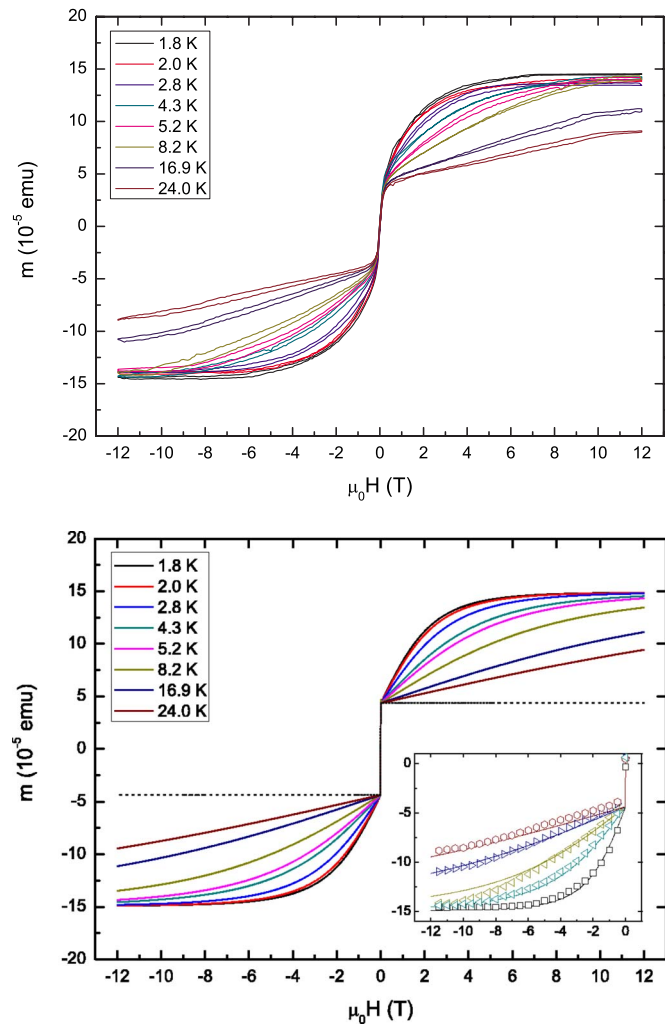 20
15
10
5
0
-5
-10
-15
-20
m (10⁻⁵ emu)
1.8 K
2.0 K
2.8 K
4.3 K
5.2 K
8.2 K
16.9 K
24.0 K
-12 -10 -8 -6 -4 -2 0 2 4 6 8 10 12
μ₀H (T)
20
15
10
5
0
-5
-10
-15
-20
m (10⁻⁵ emu)
1.8 K
2.0 K
2.8 K
4.3 K
5.2 K
8.2 K
16.9 K
24.0 K
0
-5
-10
-15
-12 -10 -8 -6 -4 -2 0
-12 -10 -8 -6 -4 -2 0 2 4 6 8 10 12
μ₀H (T)